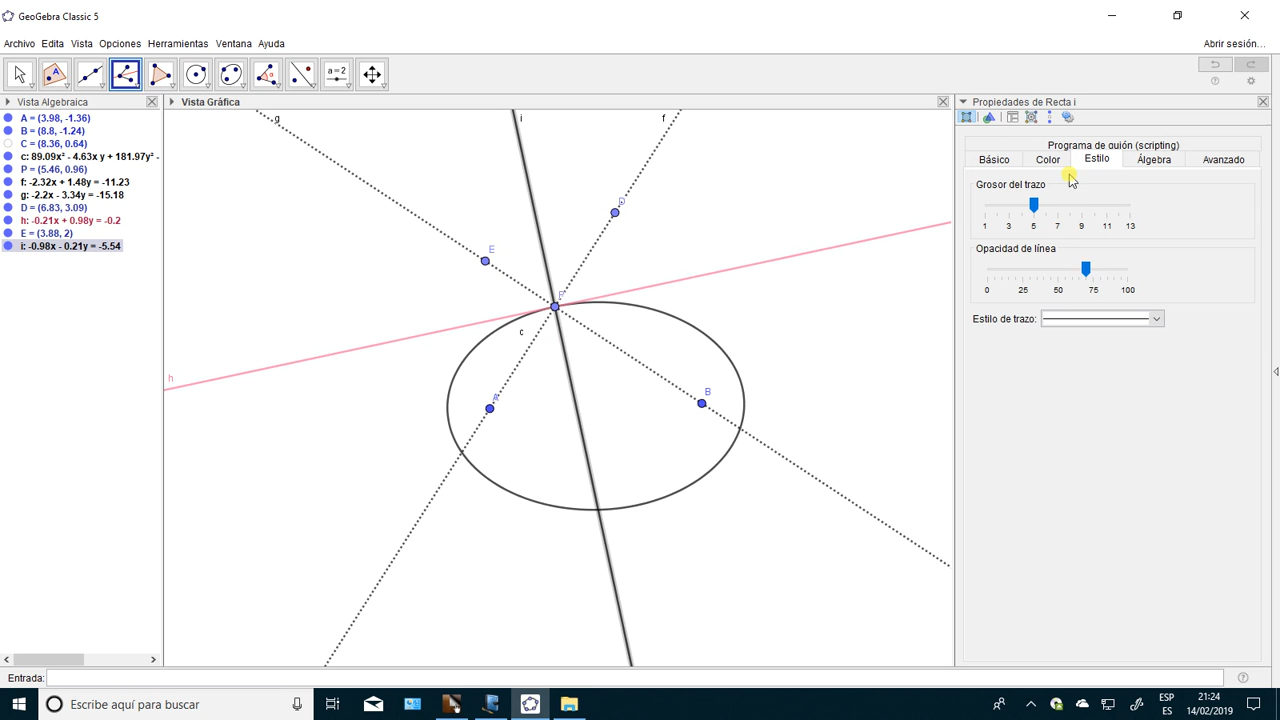 GeoGebra Classic 5
Archivo Edita Vista Opciones Herramientas Ventana Ayuda
Abrir sesión...
A
α
a=2
Vista Algebraica
Vista Gráfica
Propiedades de Recta i
A = (3.98, -1.36)
B = (8.8, -1.24)
C = (8.36, 0.64)
c: 89.09x² - 4.63x y + 181.97y² -
P = (5.46, 0.96)
f: -2.32x + 1.48y = -11.23
g: -2.2x - 3.34y = -15.18
D = (6.83, 3.09)
h: -0.21x + 0.98y = -0.2
E = (3.88, 2)
i: -0.98x - 0.21y = -5.54
g
i
f
D
E
P
c
h
A
B
Programa de guión (scripting)
Básico Color Estilo Álgebra Avanzado
Grosor del trazo
1 3 5 7 9 11 13
Opacidad de línea
0 25 50 75 100
Estilo de trazo:
Entrada:
Escribe aquí para buscar
ESP
ES
21:24
14/02/2019